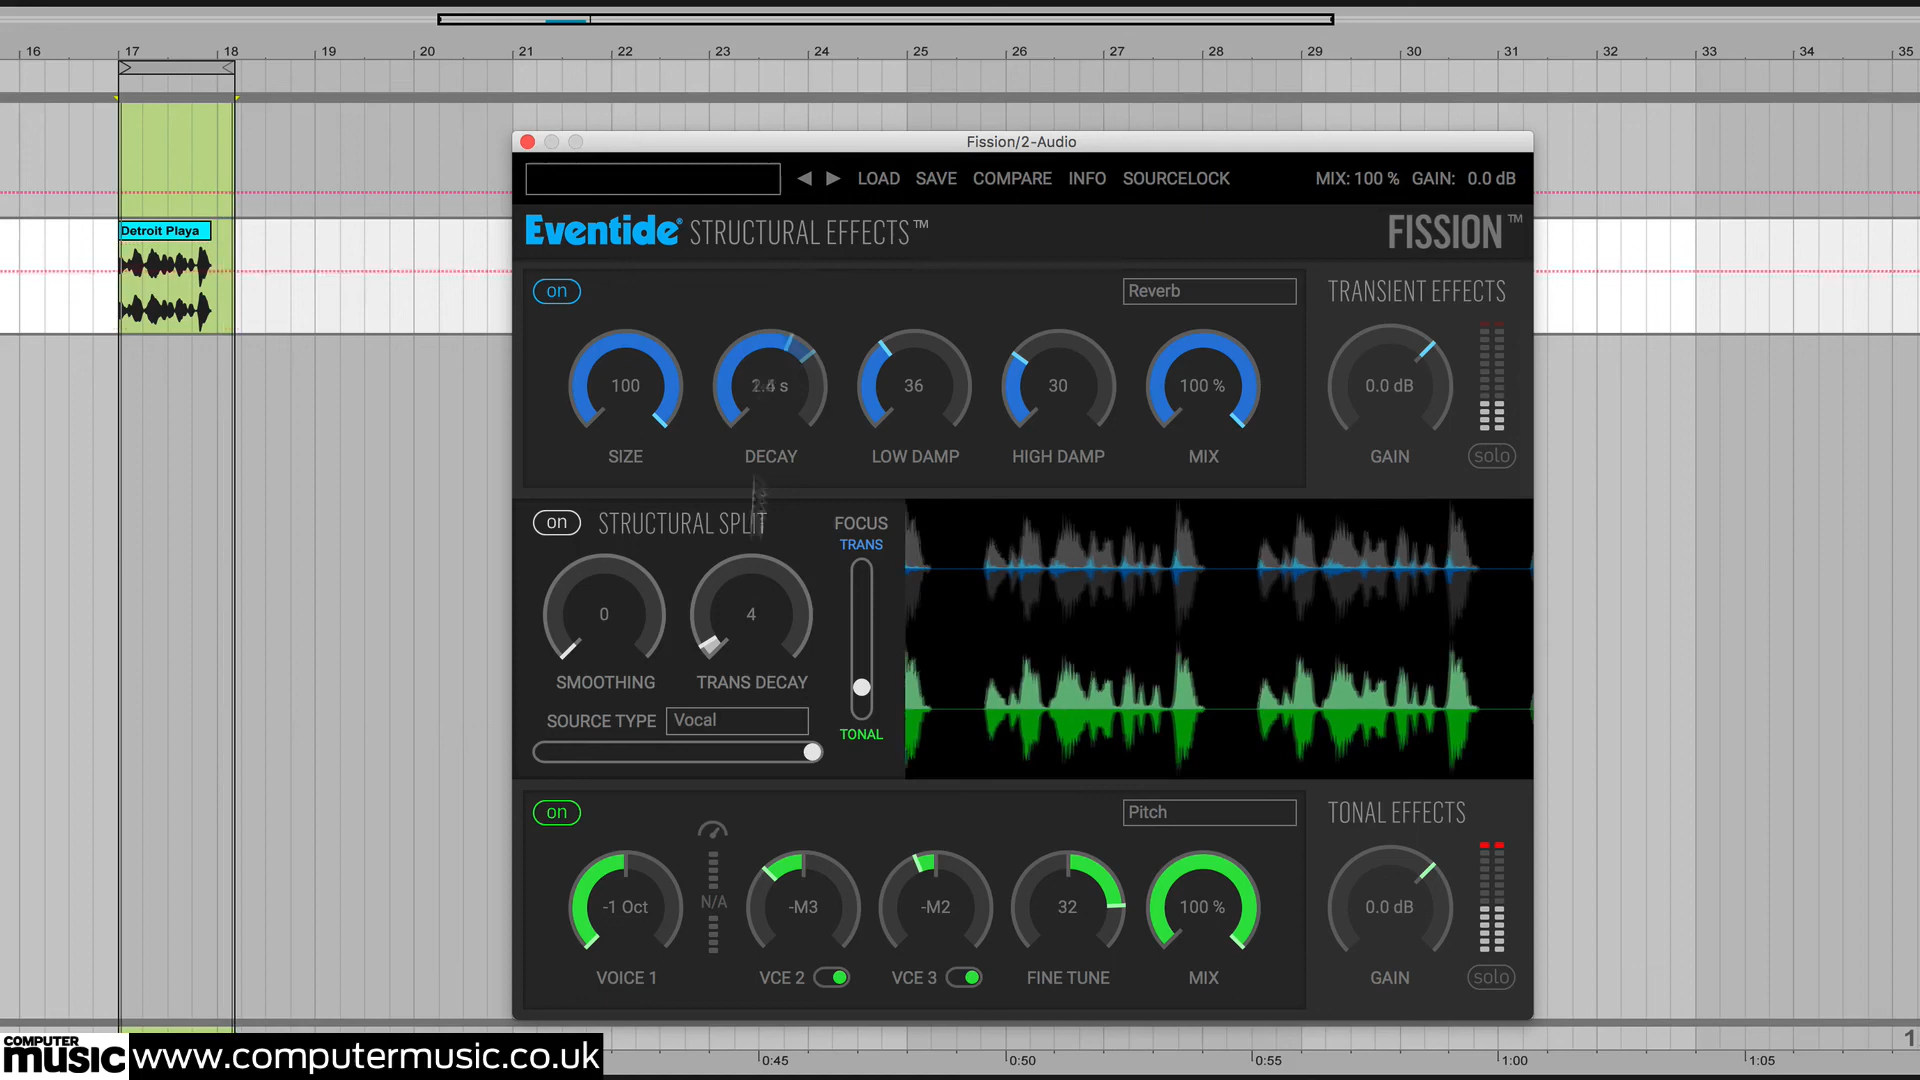 16 17 18 19 20 21 22 23 24 25 26 27 28 29 30 31 32 33 34 35
Fission/2-Audio
LOAD SAVE COMPARE INFO SOURCELOCK MIX: 100 % GAIN: 0.0 dB
Detroit Playa
Eventide® STRUCTURAL EFFECTS™ FISSION™
on Reverb TRANSIENT EFFECTS
100 36 30 100 % 0.0 dB
SIZE DECAY LOW DAMP HIGH DAMP MIX GAIN solo
on STRUCTURAL SPLIT FOCUS
TRANS
0 4
SMOOTHING TRANS DECAY
SOURCE TYPE Vocal
TONAL
on Pitch TONAL EFFECTS
-1 Oct N/A -M3 -M2 32 100 % 0.0 dB
VOICE 1 VCE 2 VCE 3 FINE TUNE MIX GAIN solo
COMPUTER
music www.computermusic.co.uk
0:45 0:50 0:55 1:00 1:05
1